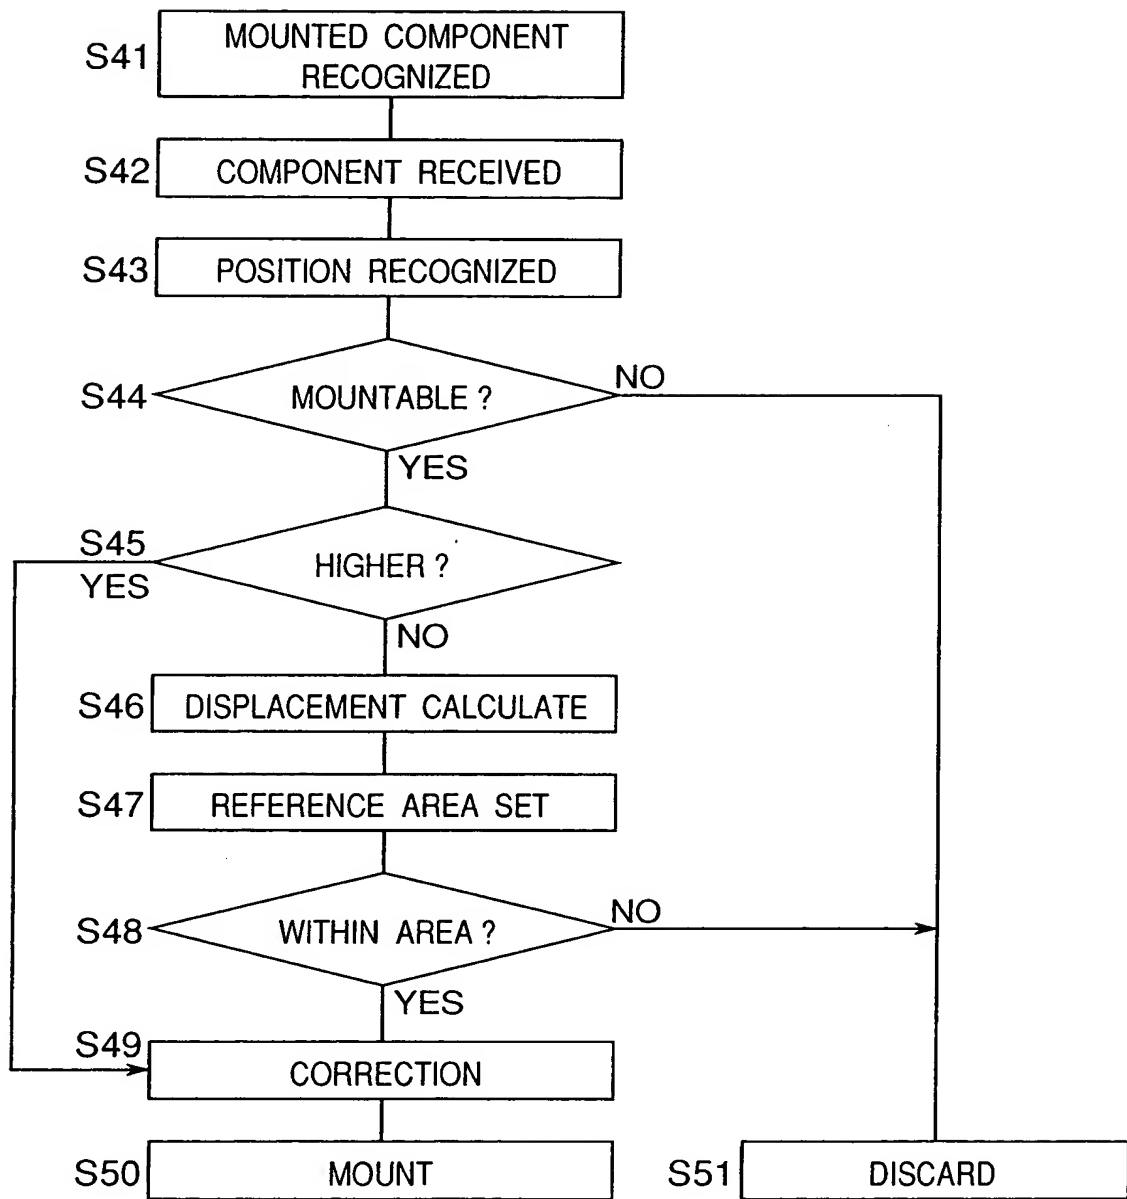 S41
MOUNTED COMPONENT
RECOGNIZED
S42
COMPONENT RECEIVED
S43
POSITION RECOGNIZED
S44
MOUNTABLE ?
NO
YES
S45
YES
HIGHER ?
NO
S46
DISPLACEMENT CALCULATE
S47
REFERENCE AREA SET
S48
WITHIN AREA ?
NO
YES
S49
CORRECTION
S50
MOUNT
S51
DISCARD